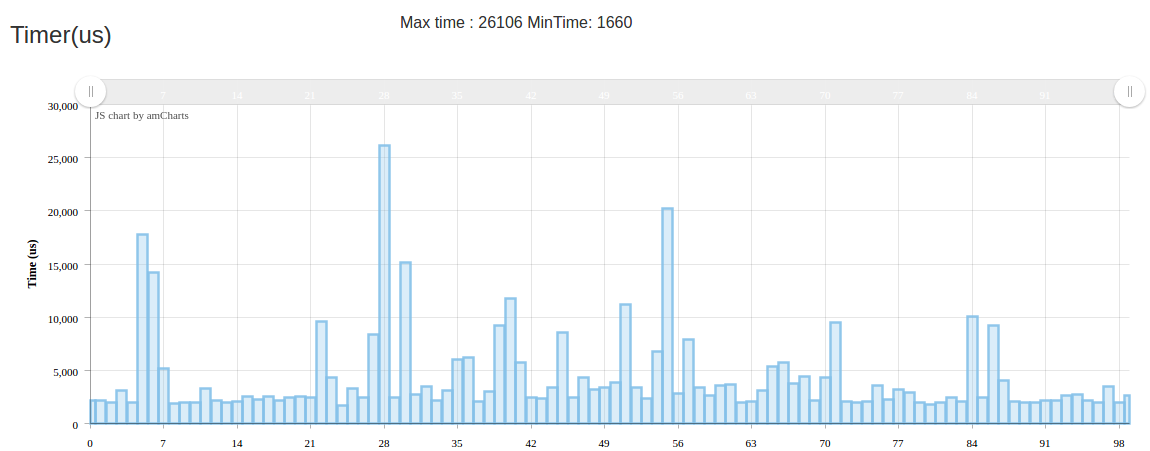 Max time : 26106 MinTime: 1660
Timer(us)
7 14 21 28 35 42 49 56 63 70 77 84 91
30,000
JS chart by amCharts
25,000
20,000
15,000
10,000
5,000
0
Time (us)
0 7 14 21 28 35 42 49 56 63 70 77 84 91 98